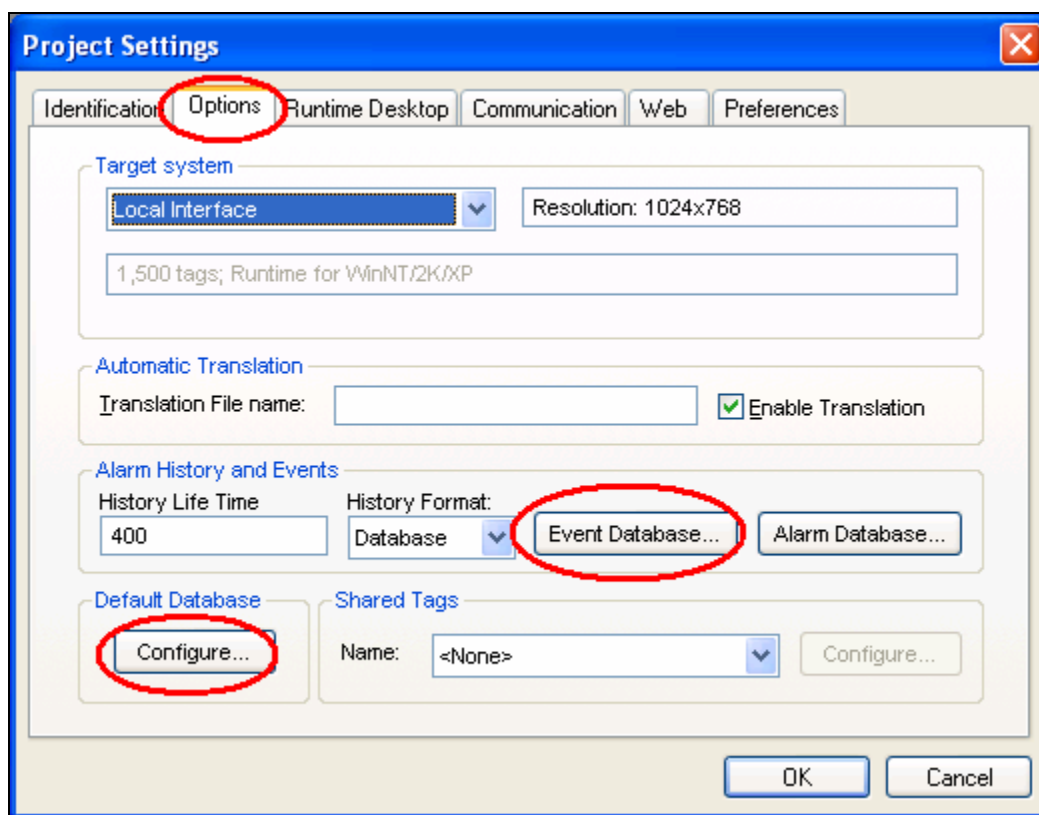 Project Settings
Identification Options Runtime Desktop Communication Web Preferences
Target system
Local Interface Resolution: 1024x768
1,500 tags; Runtime for WinNT/2K/XP
Automatic Translation
Translation File name: Enable Translation
Alarm History and Events
History Life Time History Format:
400 Database Event Database... Alarm Database...
Default Database Shared Tags
Configure... Name: <None> Configure...
OK Cancel